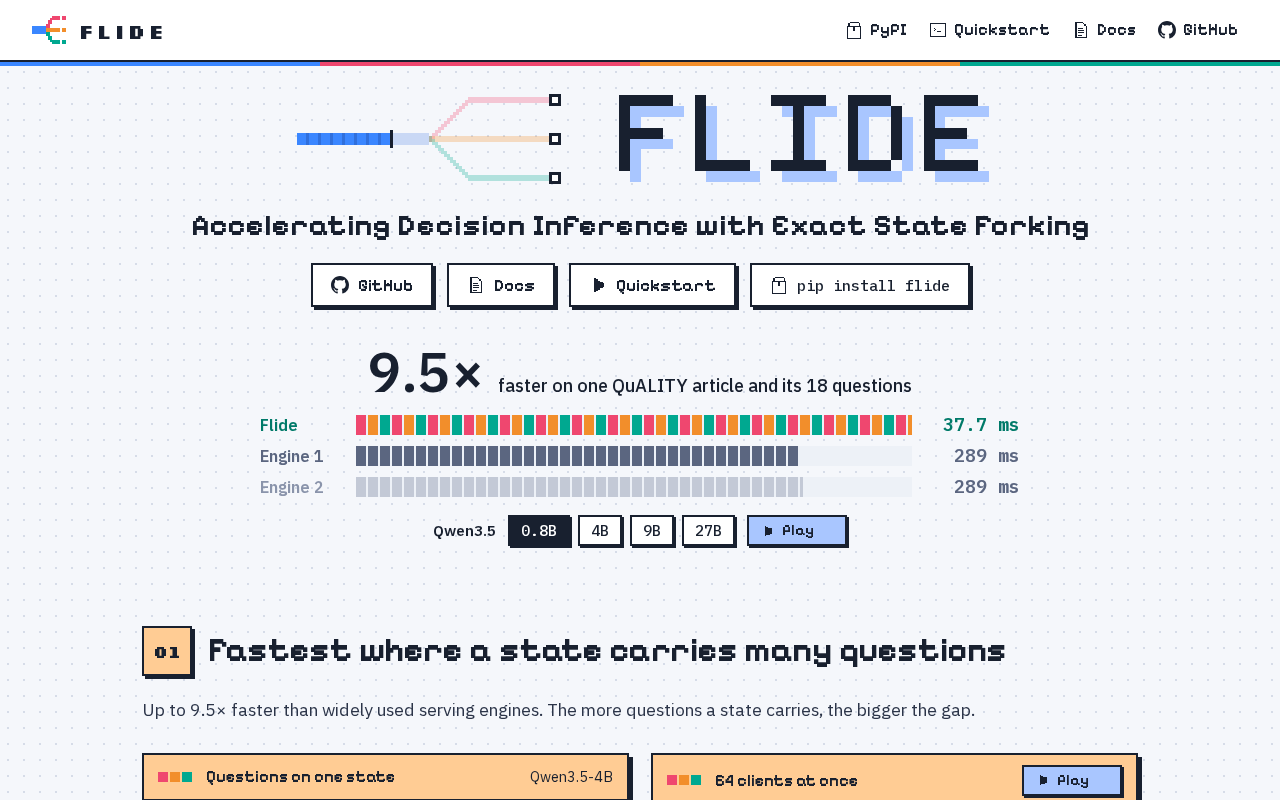 FLIDE
PyPI
Quickstart
Docs
GitHub
FLIDE
Accelerating Decision Inference with Exact State Forking
GitHub
Docs
Quickstart
pip install flide
9.5× faster on one QuALITY article and its 18 questions
Flide 37.7 ms
Engine 1 289 ms
Engine 2 289 ms
Qwen3.5 0.8B 4B 9B 27B Play
01 Fastest where a state carries many questions
Up to 9.5× faster than widely used serving engines. The more questions a state carries, the bigger the gap.
Questions on one state Qwen3.5-4B
64 clients at once Play